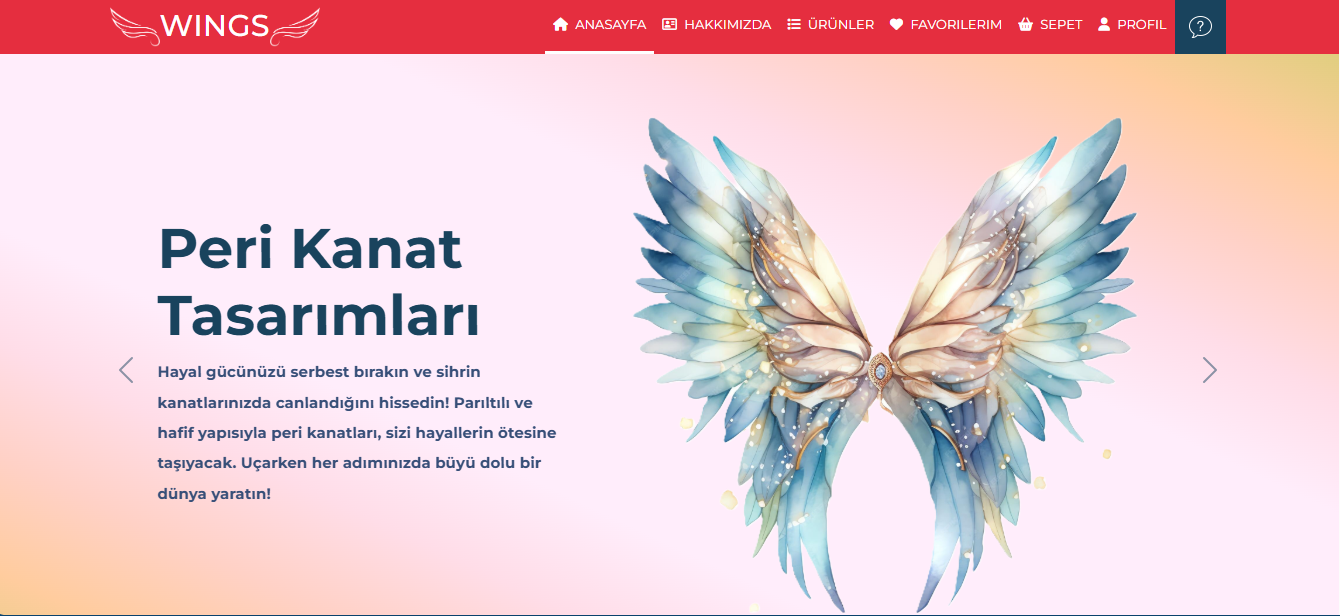 WINGS
ANASAYFA
HAKKIMIZDA
ÜRÜNLER
FAVORILERIM
SEPET
PROFIL
?
Peri Kanat
Tasarımları
Hayal gücünüzü serbest bırakın ve sihrin
kanatlarınızda canlandığını hissedin! Parıltılı ve
hafif yapısıyla peri kanatları, sizi hayallerin ötesine
taşıyacak. Uçarken her adımınızda büyü dolu bir
dünya yaratın!